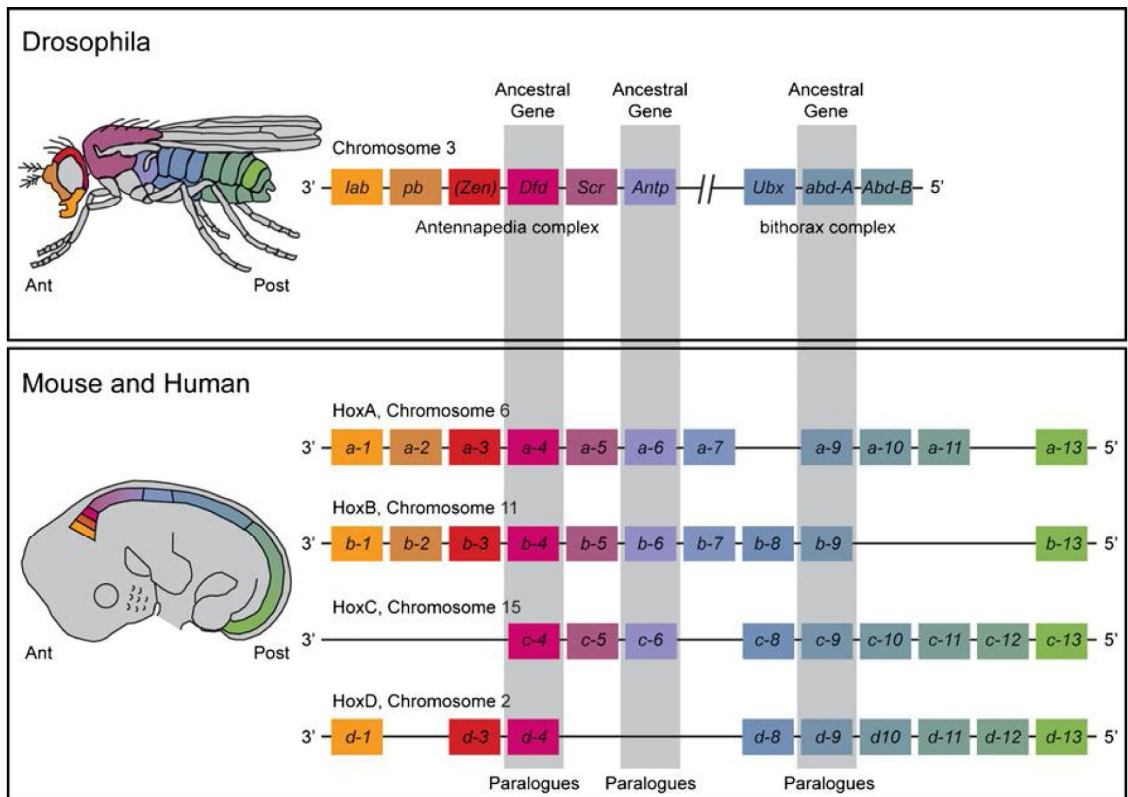 Drosophila
Ancestral Gene
Ancestral Gene
Ancestral Gene
Chromosome 3
3' lab pb (Zen) Dfd Scr Antp Ubx abd-A Abd-B 5'
Antennapedia complex bithorax complex
Ant Post
Mouse and Human
HoxA, Chromosome 6
3' a-1 a-2 a-3 a-4 a-5 a-6 a-7 a-9 a-10 a-11 a-13 5'
HoxB, Chromosome 11
3' b-1 b-2 b-3 b-4 b-5 b-6 b-7 b-8 b-9 b-13 5'
HoxC, Chromosome 15
3' c-4 c-5 c-6 c-8 c-9 c-10 c-11 c-12 c-13 5'
Ant Post
HoxD, Chromosome 2
3' d-1 d-3 d-4 d-8 d-9 d10 d-11 d-12 d-13 5'
Paralogues Paralogues Paralogues